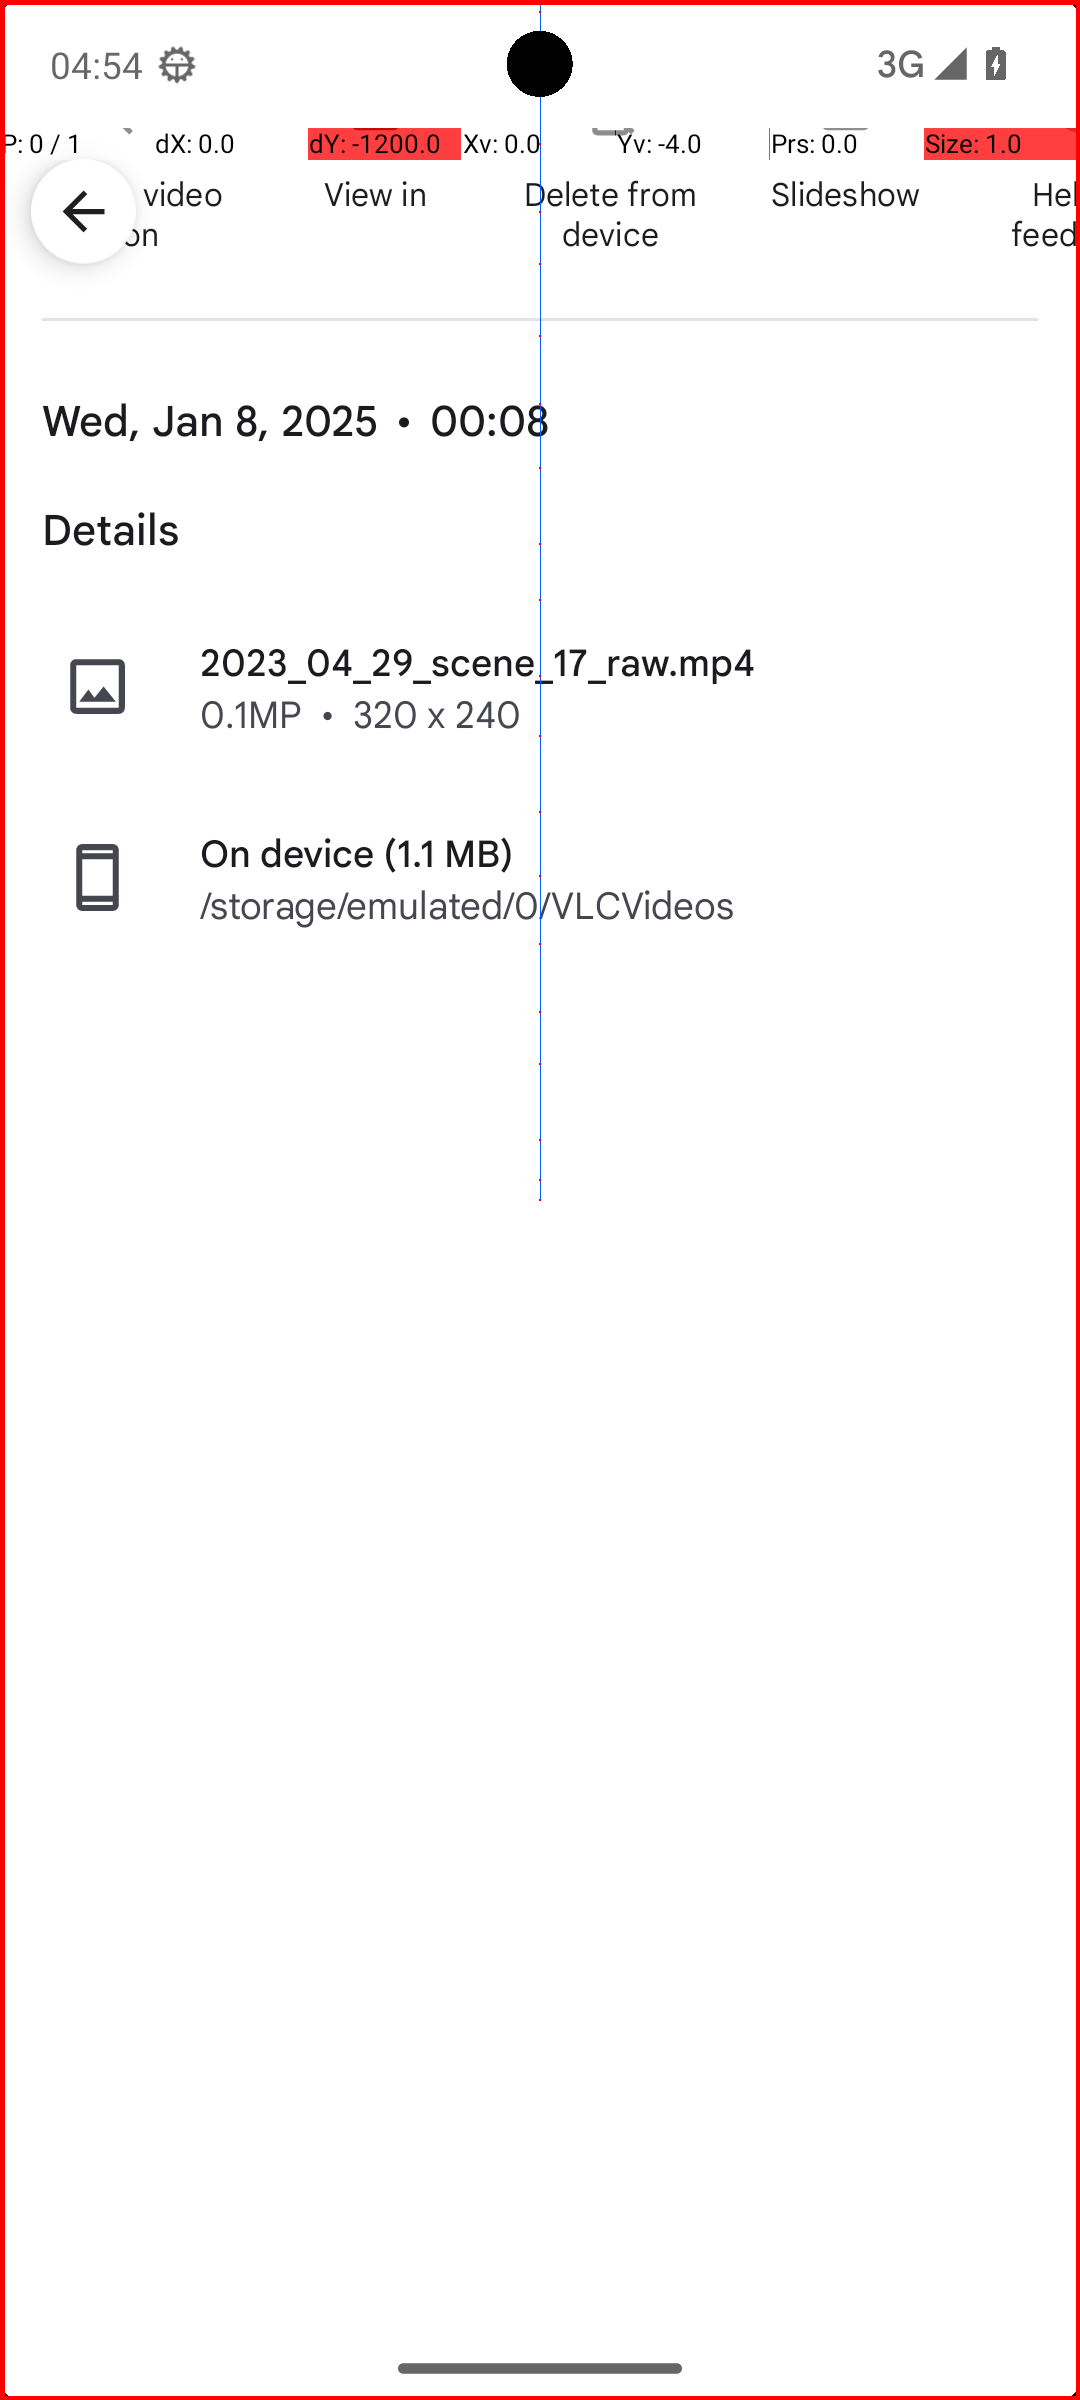 04:54
3G
P: 0 / 1 dX: 0.0 dY: -1200.0 Xv: 0.0 Yv: -4.0 Prs: 0.0 Size: 1.0
video
on
View in
Delete from
device
Slideshow
Hel
feed
Wed, Jan 8, 2025 • 00:08
Details
2023_04_29_scene_17_raw.mp4
0.1MP • 320 x 240
On device (1.1 MB)
/storage/emulated/0/VLCVideos